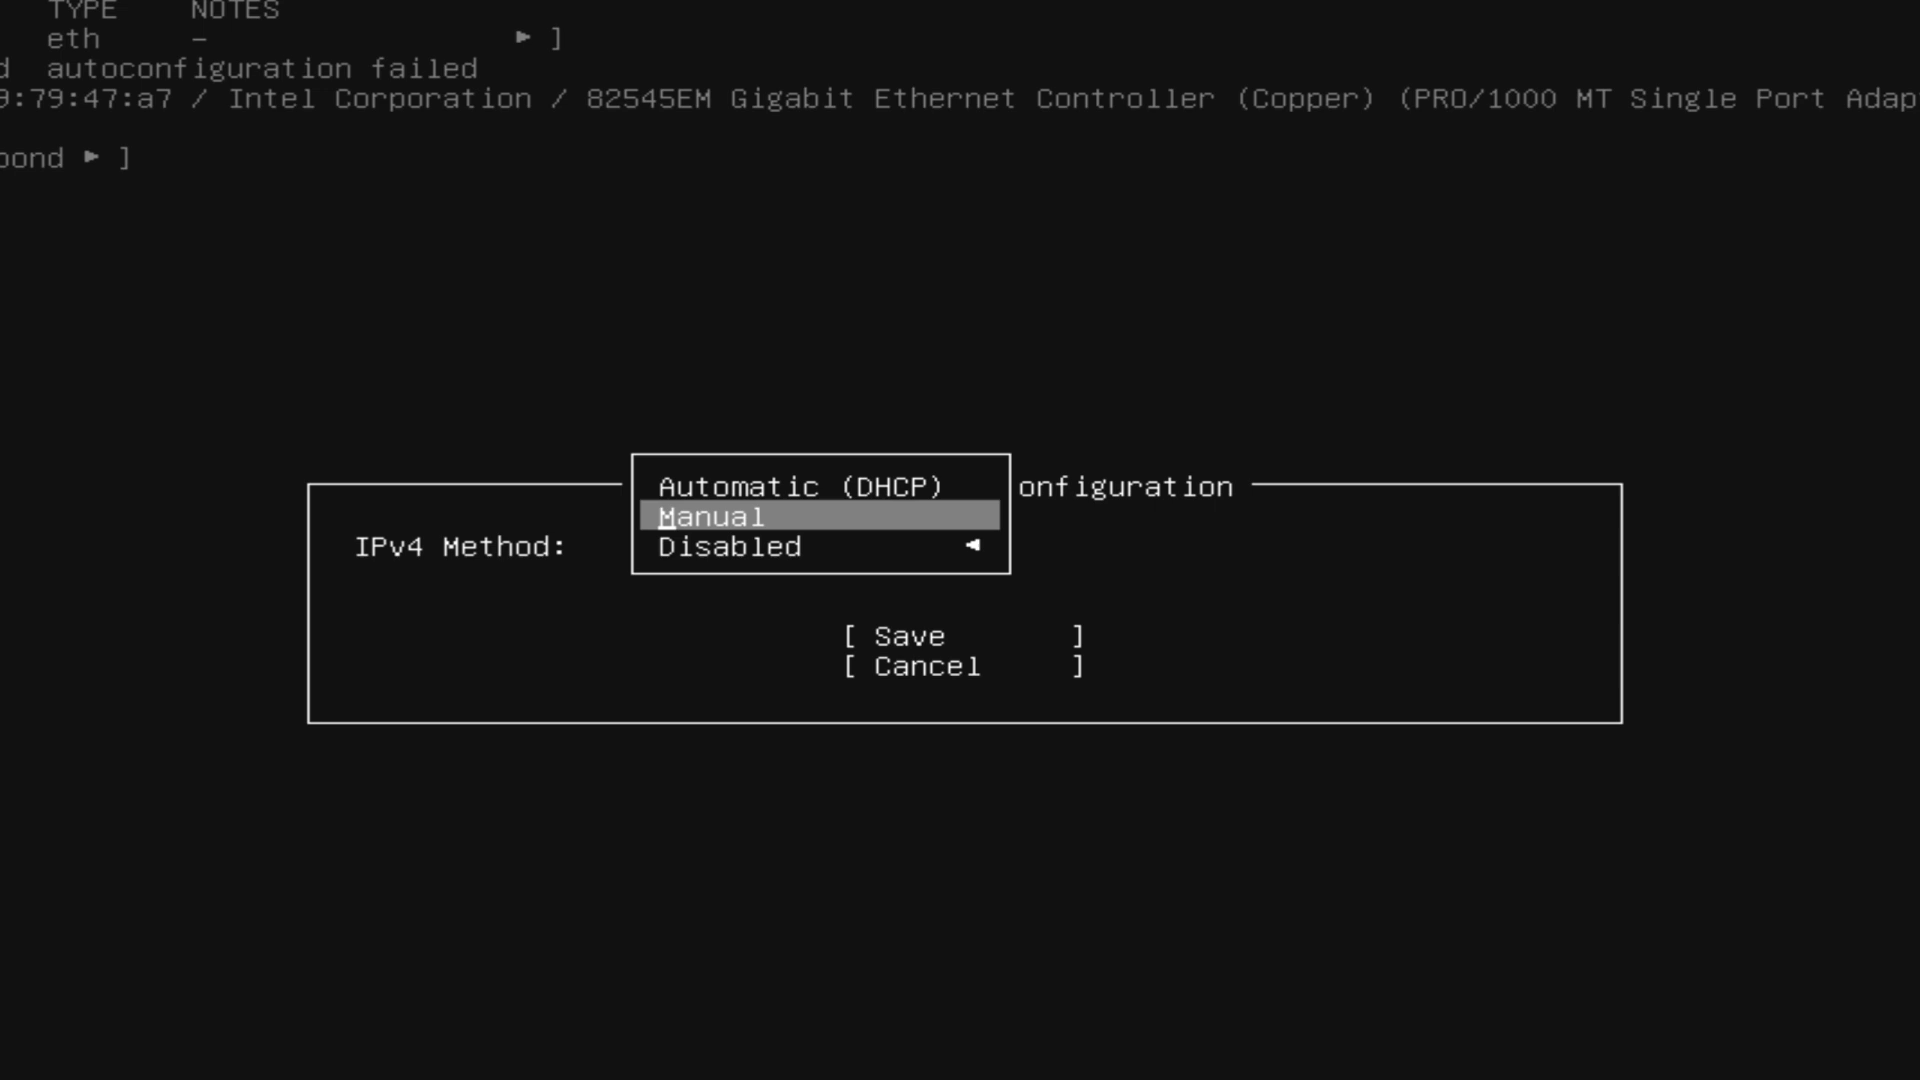 TYPE NOTES
eth – ► ]
d autoconfiguration failed
9:79:47:a7 / Intel Corporation / 82545EM Gigabit Ethernet Controller (Copper) (PRO/1000 MT Single Port Adap
bond ► ]
Automatic (DHCP)
onfiguration
Manual
IPv4 Method:
Disabled ◄
[ Save ]
[ Cancel ]